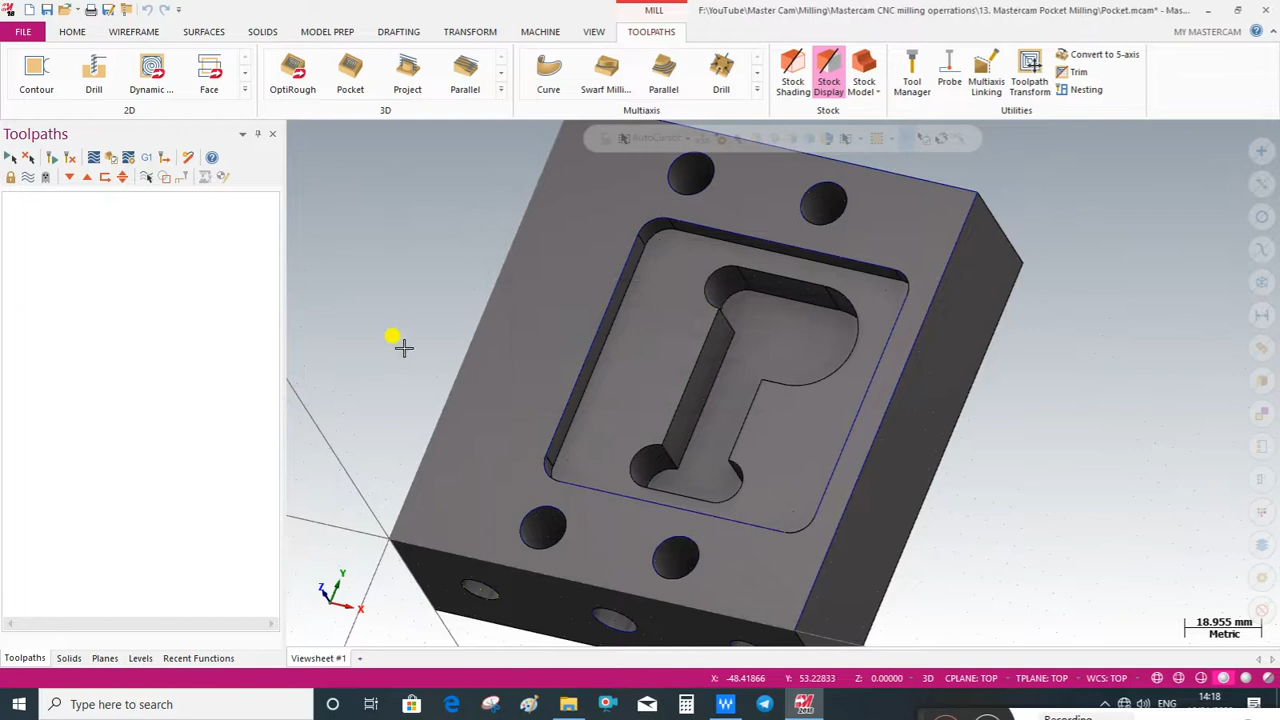 MILL
F:\YouTube\Master Cam\Milling\Mastercam CNC milling operrations\13. Mastercam Pocket Milling\Pocket.mcam* - Mas...
FILE HOME WIREFRAME SURFACES SOLIDS MODEL PREP DRAFTING TRANSFORM MACHINE VIEW TOOLPATHS MY MASTERCAM
Contour Drill Dynamic ... Face OptiRough Pocket Project Parallel Curve Swarf Milli... Parallel Drill
Stock Shading Stock Display Stock Model Tool Manager Probe Multiaxis Linking Toolpath Transform
Convert to 5-axis
Trim
Nesting
2D 3D Multiaxis Stock Utilities
Toolpaths
AutoCursor
G1
Y
Z
X
18.955 mm
Metric
Toolpaths Solids Planes Levels Recent Functions Viewsheet #1 +
X: -48.41866 Y: 53.22833 Z: 0.00000 3D CPLANE: TOP TPLANE: TOP WCS: TOP
Type here to search
ENG
14:18
Recording